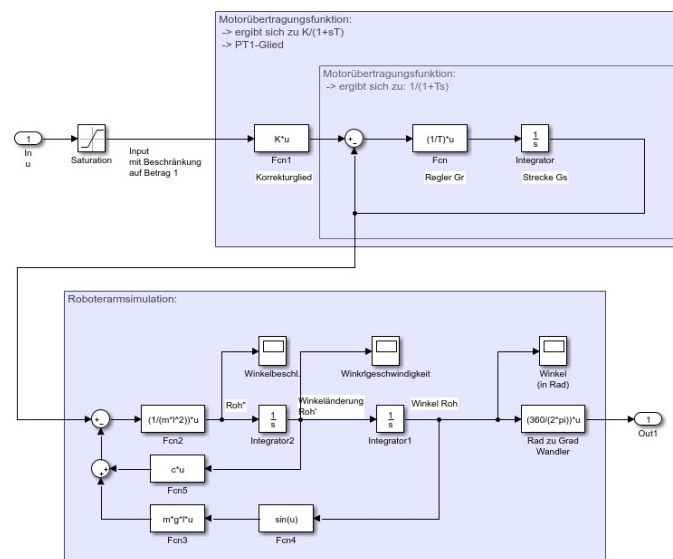 Motorübertragungsfunktion:
-> ergibt sich zu K/(1+sT)
-> PT1-Glied
Motorübertragungsfunktion:
-> ergibt sich zu: 1/(1+Ts)
1
In
u
Saturation
Input
mit Beschränkung
auf Betrag 1
K*u
Fcn1
Korrekturglied
+
−
(1/T)*u
Fcn
Regler Gr
1
s
Integrator
Strecke Gs
Roboterarmsimulation:
Winkelbeschl.
Winkrlgeschwindigkeit
Winkel
(in Rad)
+
−
(1/(m*l^2))*u
Fcn2
Roh''
1
s
Integrator2
Winkeländerung
Roh'
1
s
Integrator1
Winkel Roh
(360/(2*pi))*u
Rad zu Grad
Wandler
1
Out1
+
+
c*u
Fcn5
m*g*l*u
Fcn3
sin(u)
Fcn4